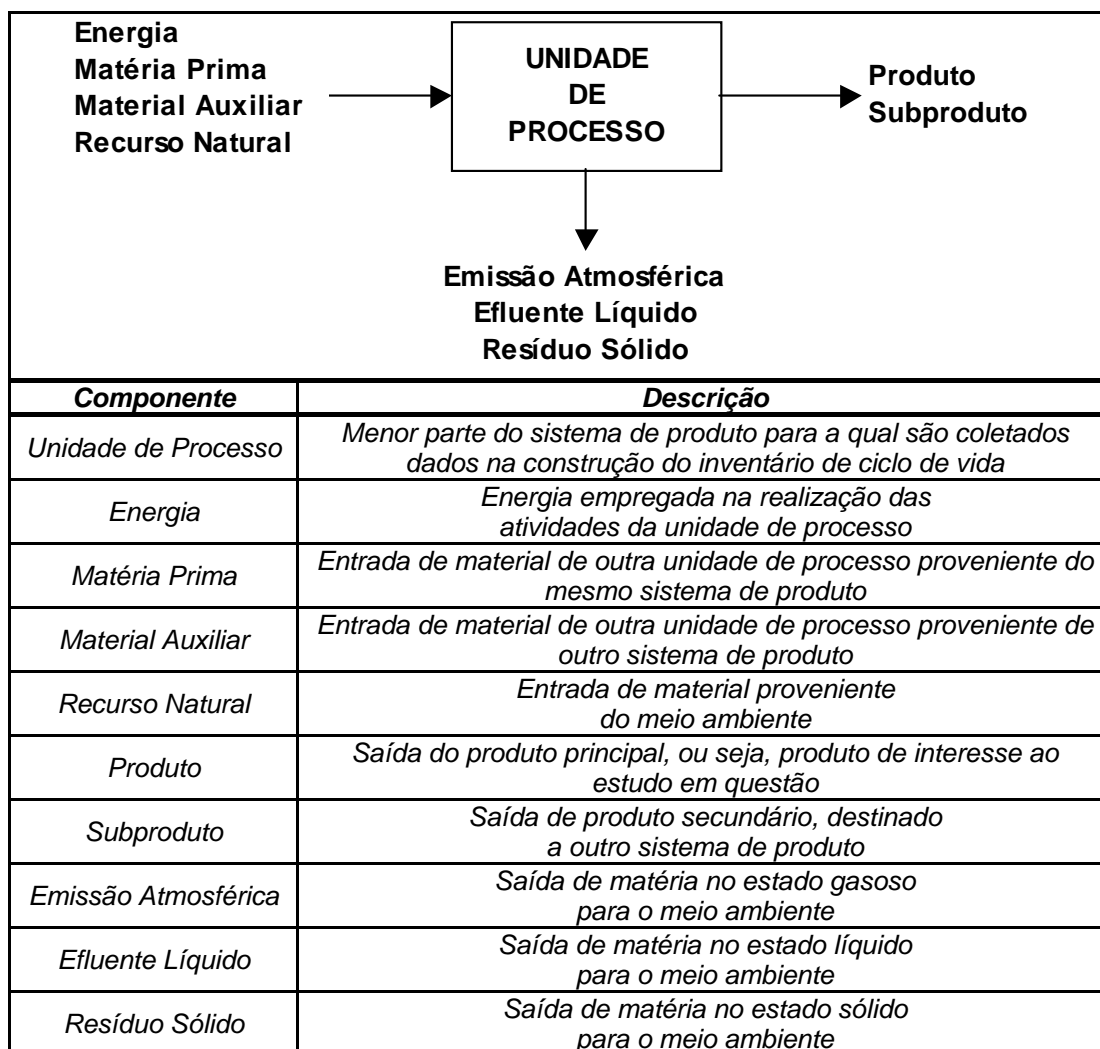 Energia
Matéria Prima
Material Auxiliar
Recurso Natural
UNIDADE
DE
PROCESSO
Produto
Subproduto
Emissão Atmosférica
Efluente Líquido
Resíduo Sólido
Componente
Descrição
Unidade de Processo
Menor parte do sistema de produto para a qual são coletados
dados na construção do inventário de ciclo de vida
Energia
Energia empregada na realização das
atividades da unidade de processo
Matéria Prima
Entrada de material de outra unidade de processo proveniente do
mesmo sistema de produto
Material Auxiliar
Entrada de material de outra unidade de processo proveniente de
outro sistema de produto
Recurso Natural
Entrada de material proveniente
do meio ambiente
Produto
Saída do produto principal, ou seja, produto de interesse ao
estudo em questão
Subproduto
Saída de produto secundário, destinado
a outro sistema de produto
Emissão Atmosférica
Saída de matéria no estado gasoso
para o meio ambiente
Efluente Líquido
Saída de matéria no estado líquido
para o meio ambiente
Resíduo Sólido
Saída de matéria no estado sólido
para o meio ambiente